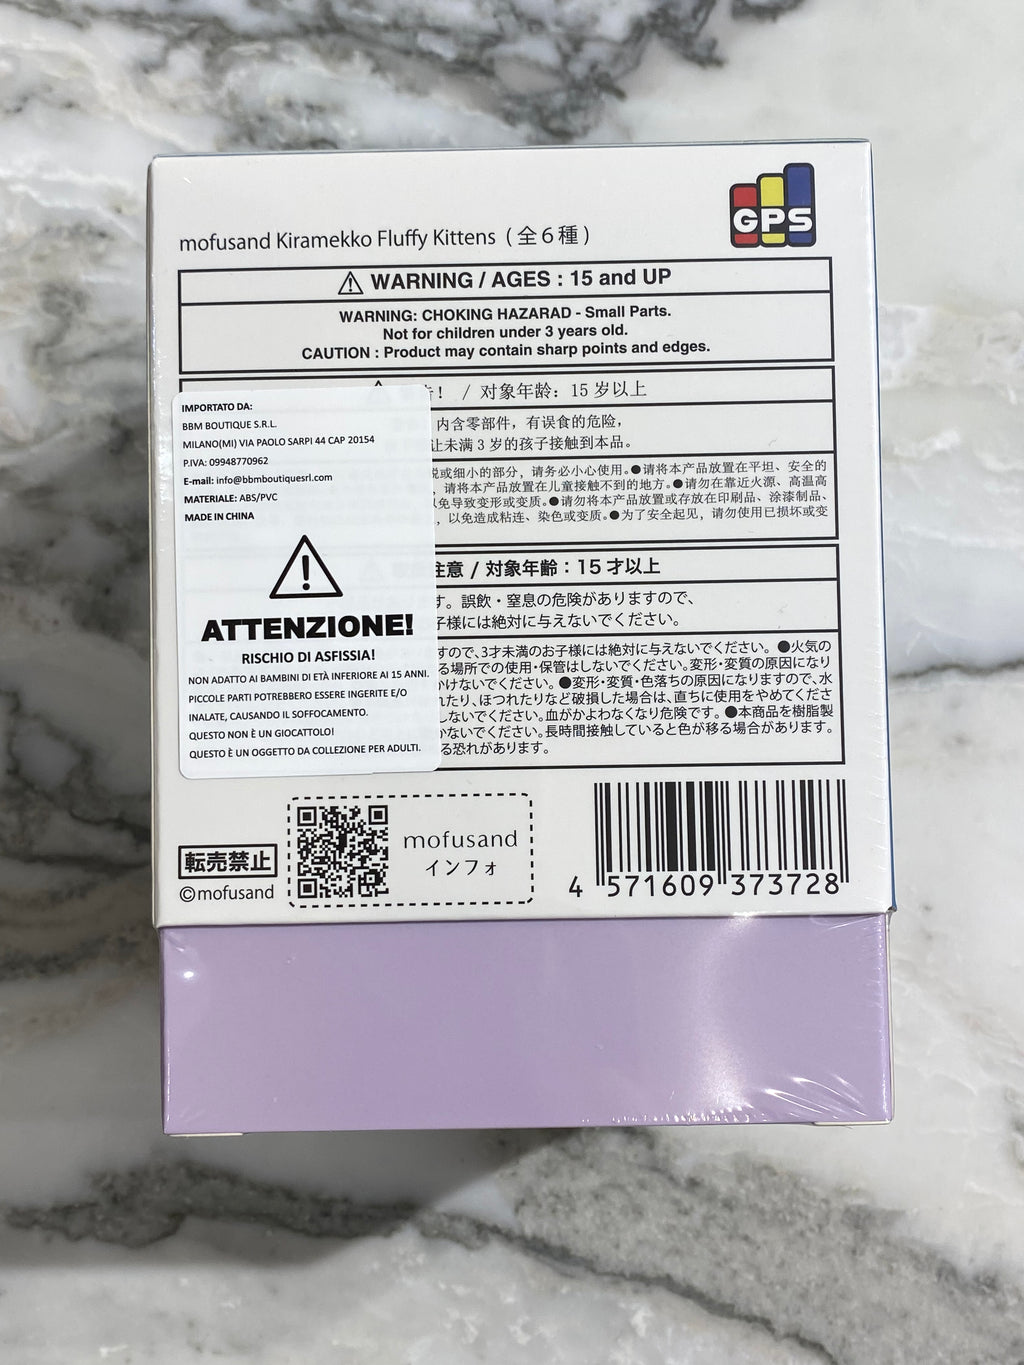 GPS
mofusand Kiramekko Fluffy Kittens (全6種)
WARNING / AGES : 15 and UP
WARNING: CHOKING HAZARAD - Small Parts.
Not for children under 3 years old.
CAUTION : Product may contain sharp points and edges.
! / 对象年龄: 15 岁以上
内含零部件，有误食的危险，
让未满 3 岁的孩子接触到本品。
或细小的部分，请务必小心使用。●请将本产品放置在平坦、安全的
，请将本产品放置在儿童接触不到的地方。●请勿在靠近火源、高温高
以免导致变形或变质。●请勿将本产品放置或存放在印刷品、涂漆制品、
，以免造成粘连、染色或变质。●为了安全起见，请勿使用已损坏或变
注意 / 対象年齢：15 才以上
す。誤飲・窒息の危険がありますので、
子様には絶対に与えないでください。
すので、3才未満のお子様には絶対に与えないでください。 ●火気の
る場所での使用・保管はしないでください。変形・変質の原因になり
かけないでください。●変形・変質・色落ちの原因になりますので、水
れたり、ほつれたりなど破損した場合は、直ちに使用をやめてくださ
しないでください。血がかよわなくなり危険です。 ●本商品を樹脂製
かないでください。長時間接触していると色が移る場合があります。
る恐れがあります。
IMPORTATO DA:
BBM BOUTIQUE S.R.L.
MILANO(MI) VIA PAOLO SARPI 44 CAP 20154
P.IVA: 09948770962
E-mail: info@bbmboutiquesrl.com
MATERIALE: ABS/PVC
MADE IN CHINA
ATTENZIONE!
RISCHIO DI ASFISSIA!
NON ADATTO AI BAMBINI DI ETÀ INFERIORE AI 15 ANNI.
PICCOLE PARTI POTREBBERO ESSERE INGERITE E/O
INALATE, CAUSANDO IL SOFFOCAMENTO.
QUESTO NON È UN GIOCATTOLO!
QUESTO È UN OGGETTO DA COLLEZIONE PER ADULTI.
転売禁止
©mofusand
mofusand
インフォ
4 571609 373728